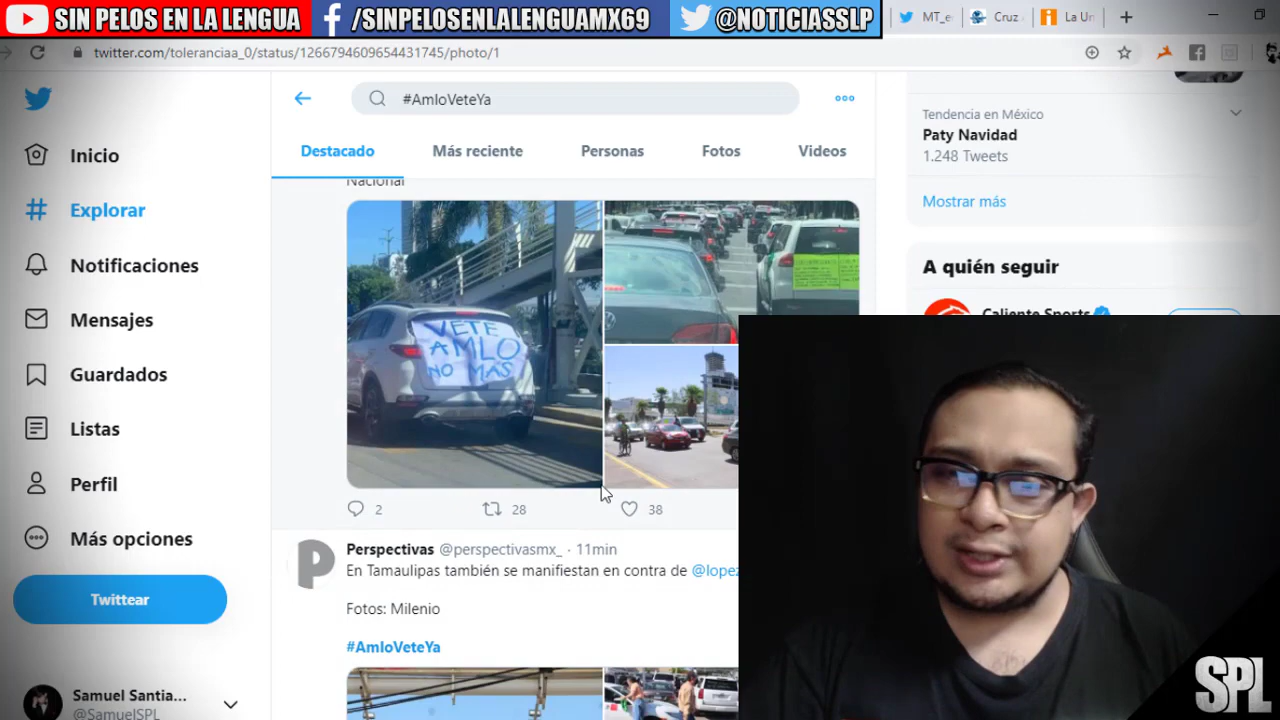 SIN PELOS EN LA LENGUA
/SINPELOSENLALENGUAMX69
@NOTICIASSLP
MT_e
Cruz
La Un
twitter.com/toleranciaa_0/status/1266794609654431745/photo/1
#AmloVeteYa
Inicio
Explorar
Notificaciones
Mensajes
Guardados
Listas
Perfil
Más opciones
Twittear
Samuel Santia...
@SamuelSPL
Destacado
Más reciente
Personas
Fotos
Videos
Nacional
VETE
AMLO
NO MÁS
2
28
38
Perspectivas @perspectivasmx_ · 11min
En Tamaulipas también se manifiestan en contra de @lopez
Fotos: Milenio
#AmloVeteYa
Tendencia en México
Paty Navidad
1.248 Tweets
Mostrar más
A quién seguir
Caliente Sports
SPL